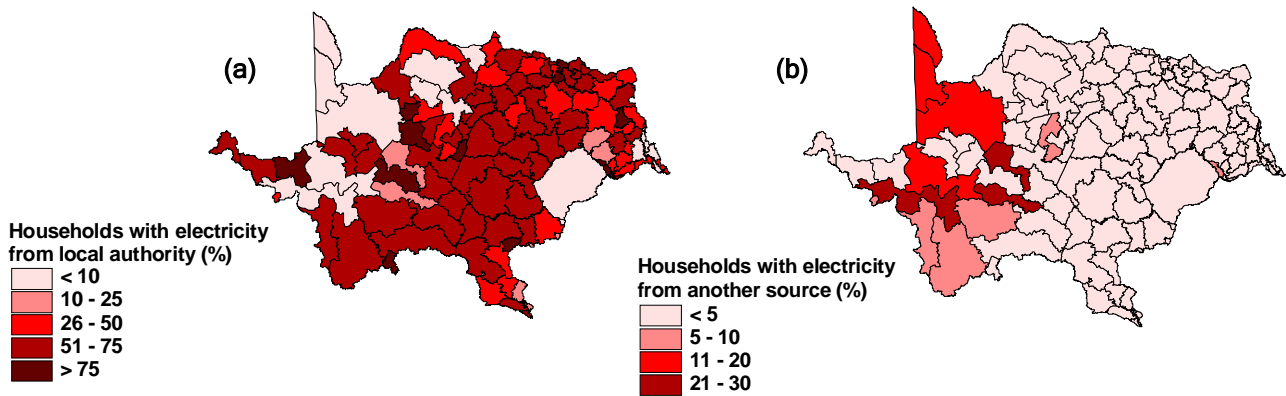 (a)
(b)
Households with electricity
from local authority (%)
< 10
10 - 25
26 - 50
51 - 75
> 75
Households with electricity
from another source (%)
< 5
5 - 10
11 - 20
21 - 30